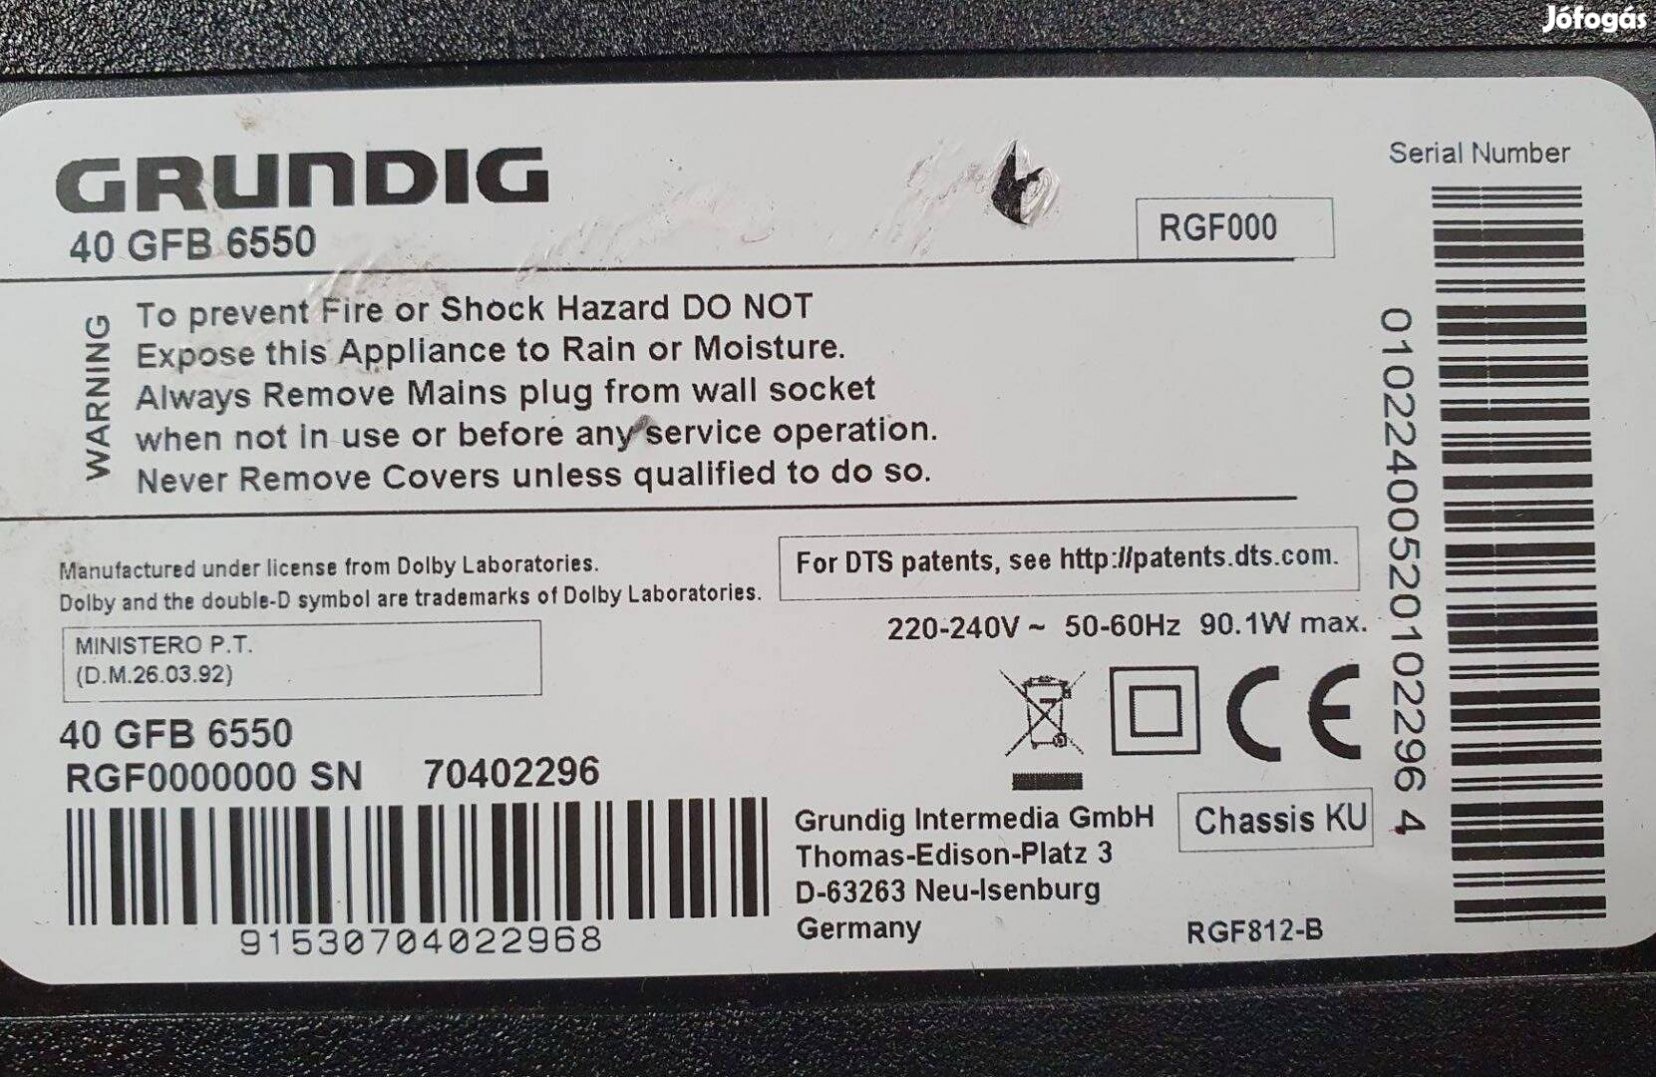 Jófogás
GRUNDIG
40 GFB 6550
RGF000
Serial Number
WARNING
To prevent Fire or Shock Hazard DO NOT
Expose this Appliance to Rain or Moisture.
Always Remove Mains plug from wall socket
when not in use or before any service operation.
Never Remove Covers unless qualified to do so.
01022400520102296 4
Manufactured under license from Dolby Laboratories.
Dolby and the double-D symbol are trademarks of Dolby Laboratories.
For DTS patents, see http://patents.dts.com.
MINISTERO P.T.
(D.M.26.03.92)
220-240V ~ 50-60Hz 90.1W max.
CE
40 GFB 6550
RGF0000000 SN 70402296
91530704022968
Grundig Intermedia GmbH
Thomas-Edison-Platz 3
D-63263 Neu-Isenburg
Germany
Chassis KU
RGF812-B